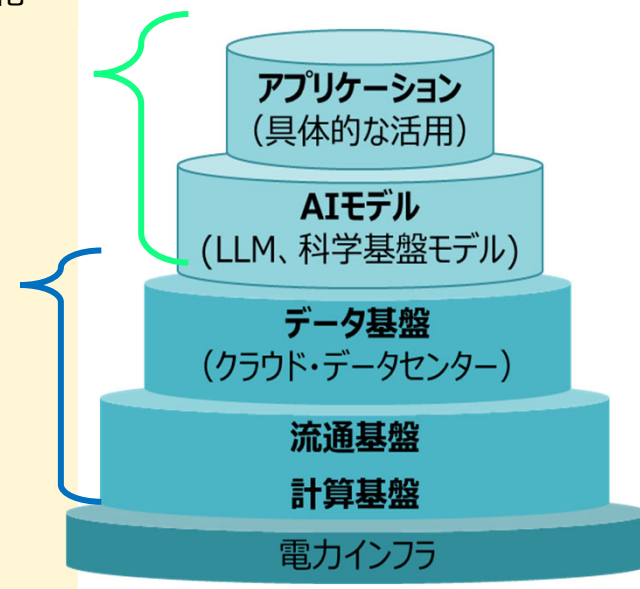 アプリケーション
（具体的な活用）
AIモデル
(LLM、科学基盤モデル)
データ基盤
（クラウド・データセンター）
流通基盤
計算基盤
電力インフラ